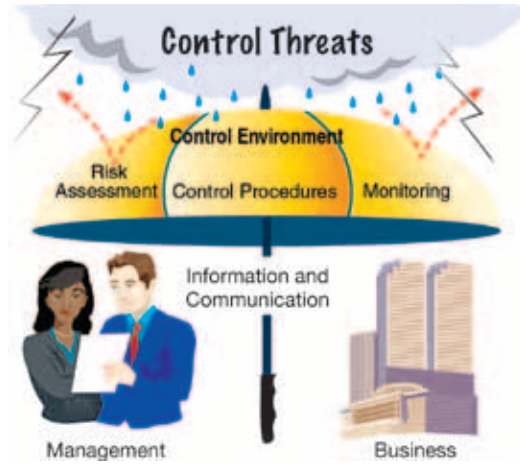 Control Threats
Control Environment
Risk
Assessment
Control Procedures
Monitoring
Information and
Communication
Management
Business